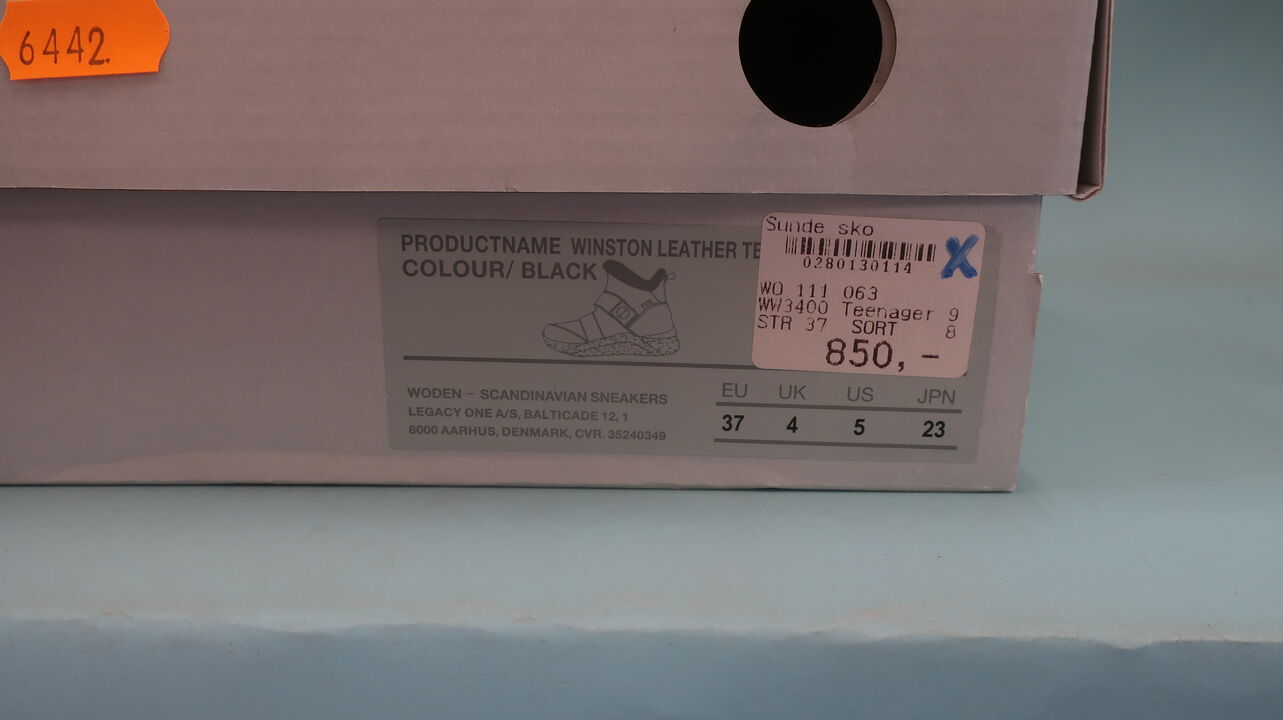 6442.
PRODUCTNAME WINSTON LEATHER TE
COLOUR/ BLACK
Sunde sko
0280130114
X
WO 111 063
WW3400 Teenager 9
STR 37 SORT 8
850,-
WODEN - SCANDINAVIAN SNEAKERS
LEGACY ONE A/S, BALTICADE 12, 1
8000 AARHUS, DENMARK, CVR. 35240349
EU UK US JPN
37 4 5 23